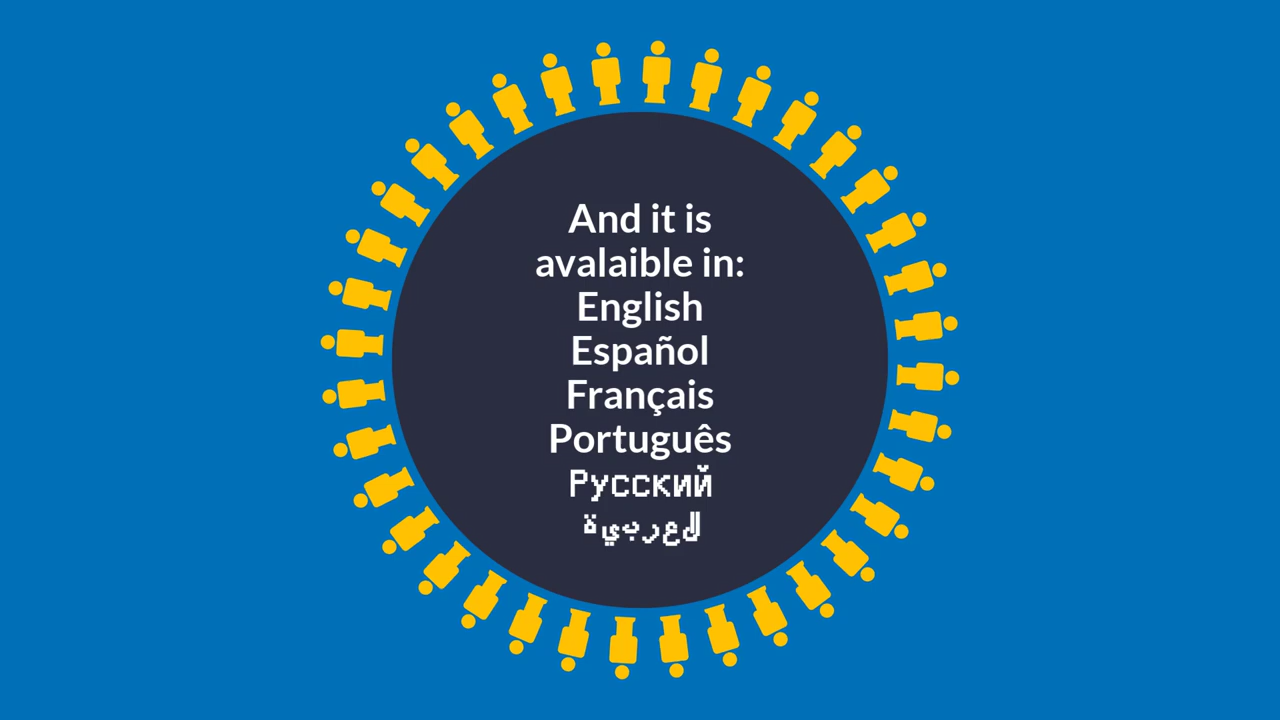 And it is
avalaible in:
English
Español
Français
Português
Русский
العربية